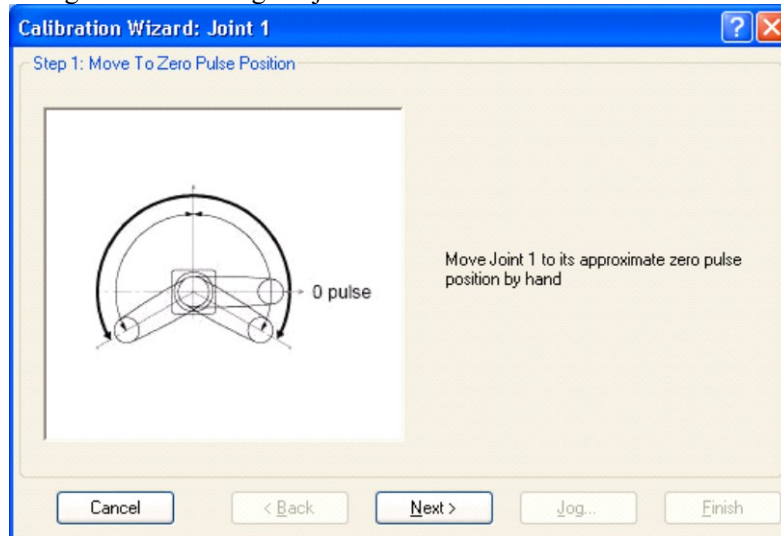 Calibration Wizard: Joint 1
Step 1: Move To Zero Pulse Position
0 pulse
Move Joint 1 to its approximate zero pulse
position by hand
Cancel
< Back
Next >
Jog...
Finish